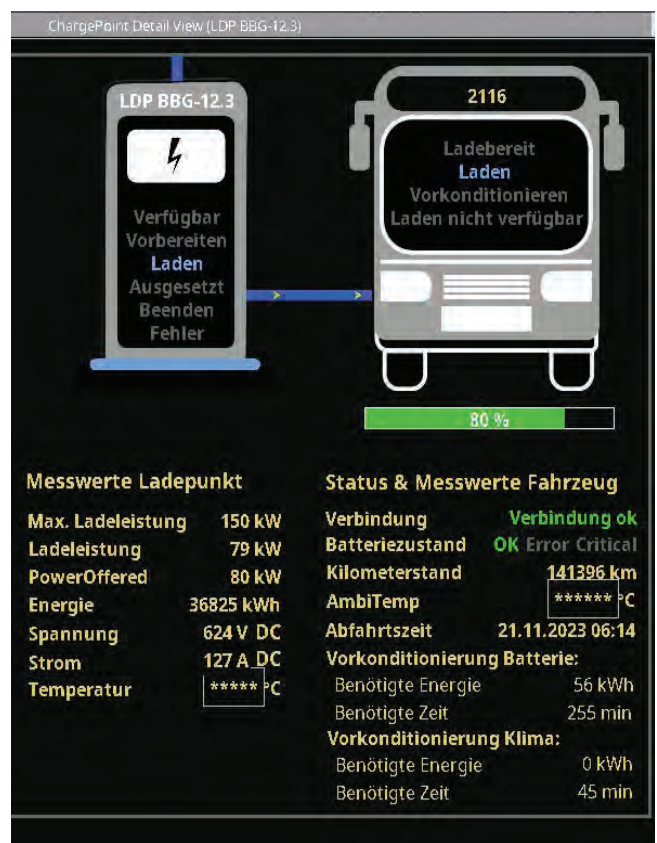 ChargePoint Detail View (LDP BBG-12.3)
LDP BBG-12.3
Verfügbar
Vorbereiten
Laden
Ausgesetzt
Beenden
Fehler
2116
Ladebereit
Laden
Vorkonditionieren
Laden nicht verfügbar
80 %
Messwerte Ladepunkt
Max. Ladeleistung 150 kW
Ladeleistung 79 kW
PowerOffered 80 kW
Energie 36825 kWh
Spannung 624 V DC
Strom 127 A DC
Temperatur ***** °C
Status & Messwerte Fahrzeug
Verbindung Verbindung ok
Batteriezustand OK Error Critical
Kilometerstand 141396 km
AmbiTemp ****** °C
Abfahrtszeit 21.11.2023 06:14
Vorkonditionierung Batterie:
Benötigte Energie 56 kWh
Benötigte Zeit 255 min
Vorkonditionierung Klima:
Benötigte Energie 0 kWh
Benötigte Zeit 45 min